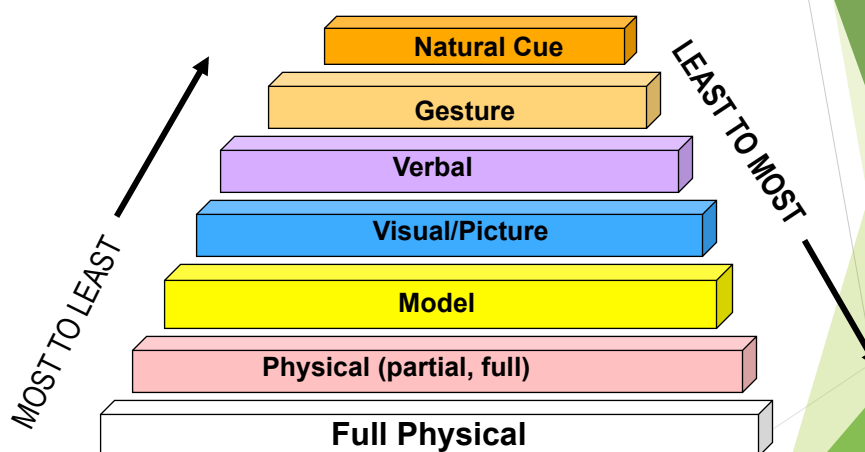 Natural Cue
Gesture
Verbal
Visual/Picture
Model
Physical (partial, full)
Full Physical
MOST TO LEAST
LEAST TO MOST